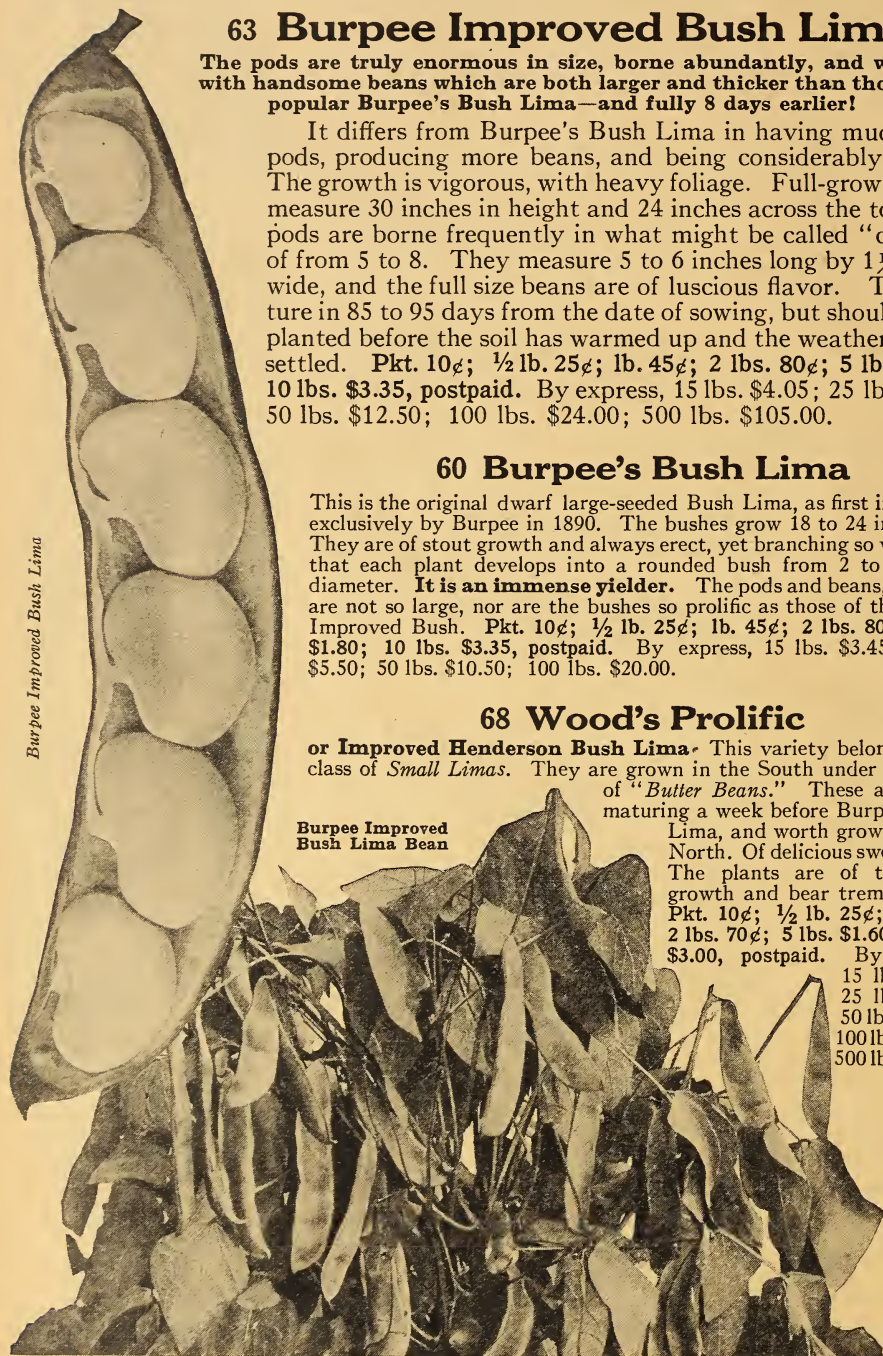 63 Burpee Improved Bush Lim
The pods are truly enormous in size, borne abundantly, and w
with handsome beans which are both larger and thicker than tho
popular Burpee's Bush Lima—and fully 8 days earlier!
It differs from Burpee's Bush Lima in having muc
pods, producing more beans, and being considerably
The growth is vigorous, with heavy foliage. Full-grow
measure 30 inches in height and 24 inches across the to
pods are borne frequently in what might be called "c
of from 5 to 8. They measure 5 to 6 inches long by 1
wide, and the full size beans are of luscious flavor. T
ture in 85 to 95 days from the date of sowing, but shoul
planted before the soil has warmed up and the weather
settled. Pkt. 10¢; ½ lb. 25¢; lb. 45¢; 2 lbs. 80¢; 5 lb
10 lbs. $3.35, postpaid. By express, 15 lbs. $4.05; 25 lb
50 lbs. $12.50; 100 lbs. $24.00; 500 lbs. $105.00.
60 Burpee's Bush Lima
This is the original dwarf large-seeded Bush Lima, as first i
exclusively by Burpee in 1890. The bushes grow 18 to 24 i
They are of stout growth and always erect, yet branching so v
that each plant develops into a rounded bush from 2 to
diameter. It is an immense yielder. The pods and beans,
are not so large, nor are the bushes so prolific as those of th
Improved Bush. Pkt. 10¢; ½ lb. 25¢; lb. 45¢; 2 lbs. 80
$1.80; 10 lbs. $3.35, postpaid. By express, 15 lbs. $3.45
$5.50; 50 lbs. $10.50; 100 lbs. $20.00.
Burpee Improved Bush Lima
68 Wood's Prolific
or Improved Henderson Bush Lima- This variety belon
class of Small Limas. They are grown in the South under
of "Butter Beans." These a
maturing a week before Burp
Lima, and worth grow
North. Of delicious swe
The plants are of t
growth and bear trem
Pkt. 10¢; ½ lb. 25¢;
2 lbs. 70¢; 5 lbs. $1.60
$3.00, postpaid. By
15 lb
25 lb
50 lb
100 lb
500 lb
Burpee Improved
Bush Lima Bean